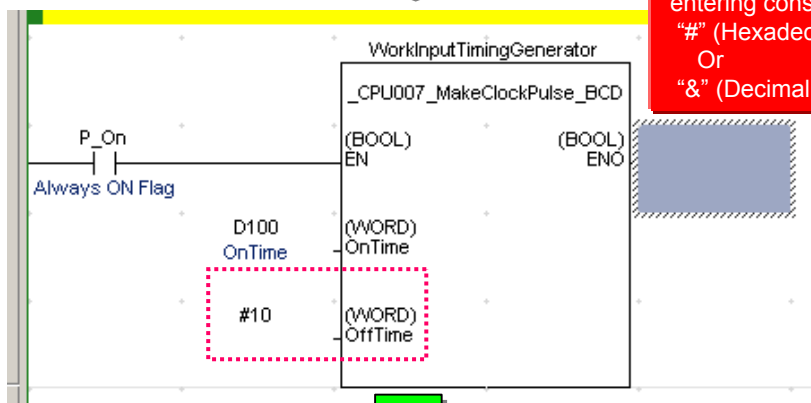 entering cons
"#" (Hexadec
Or
"&" (Decimal
WorkInputTimingGenerator
_CPU007_MakeClockPulse_BCD
P_On
(BOOL)
EN
(BOOL)
ENO
Always ON Flag
D100
OnTime
(WORD)
OnTime
#10
(WORD)
OffTime